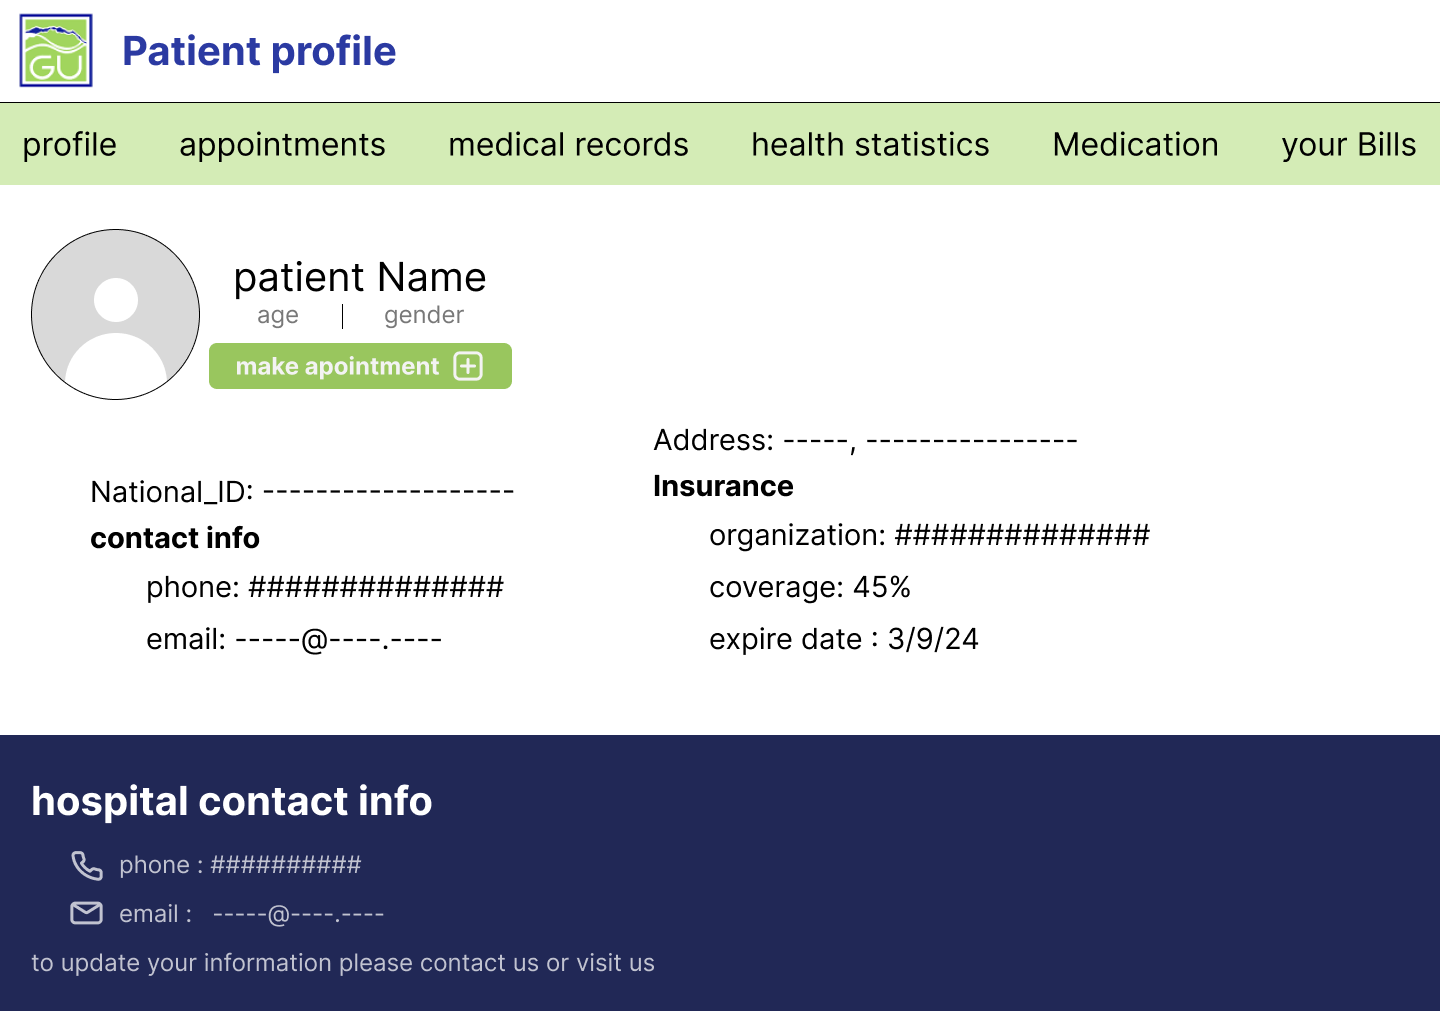 GU
Patient profile
profile appointments medical records health statistics Medication your Bills
patient Name
age | gender
make apointment
National_ID: -------------------
contact info
phone: ##############
email: -----@----.----
Address: -----, ----------------
Insurance
organization: ##############
coverage: 45%
expire date : 3/9/24
hospital contact info
phone : ##########
email : -----@----.----
to update your information please contact us or visit us